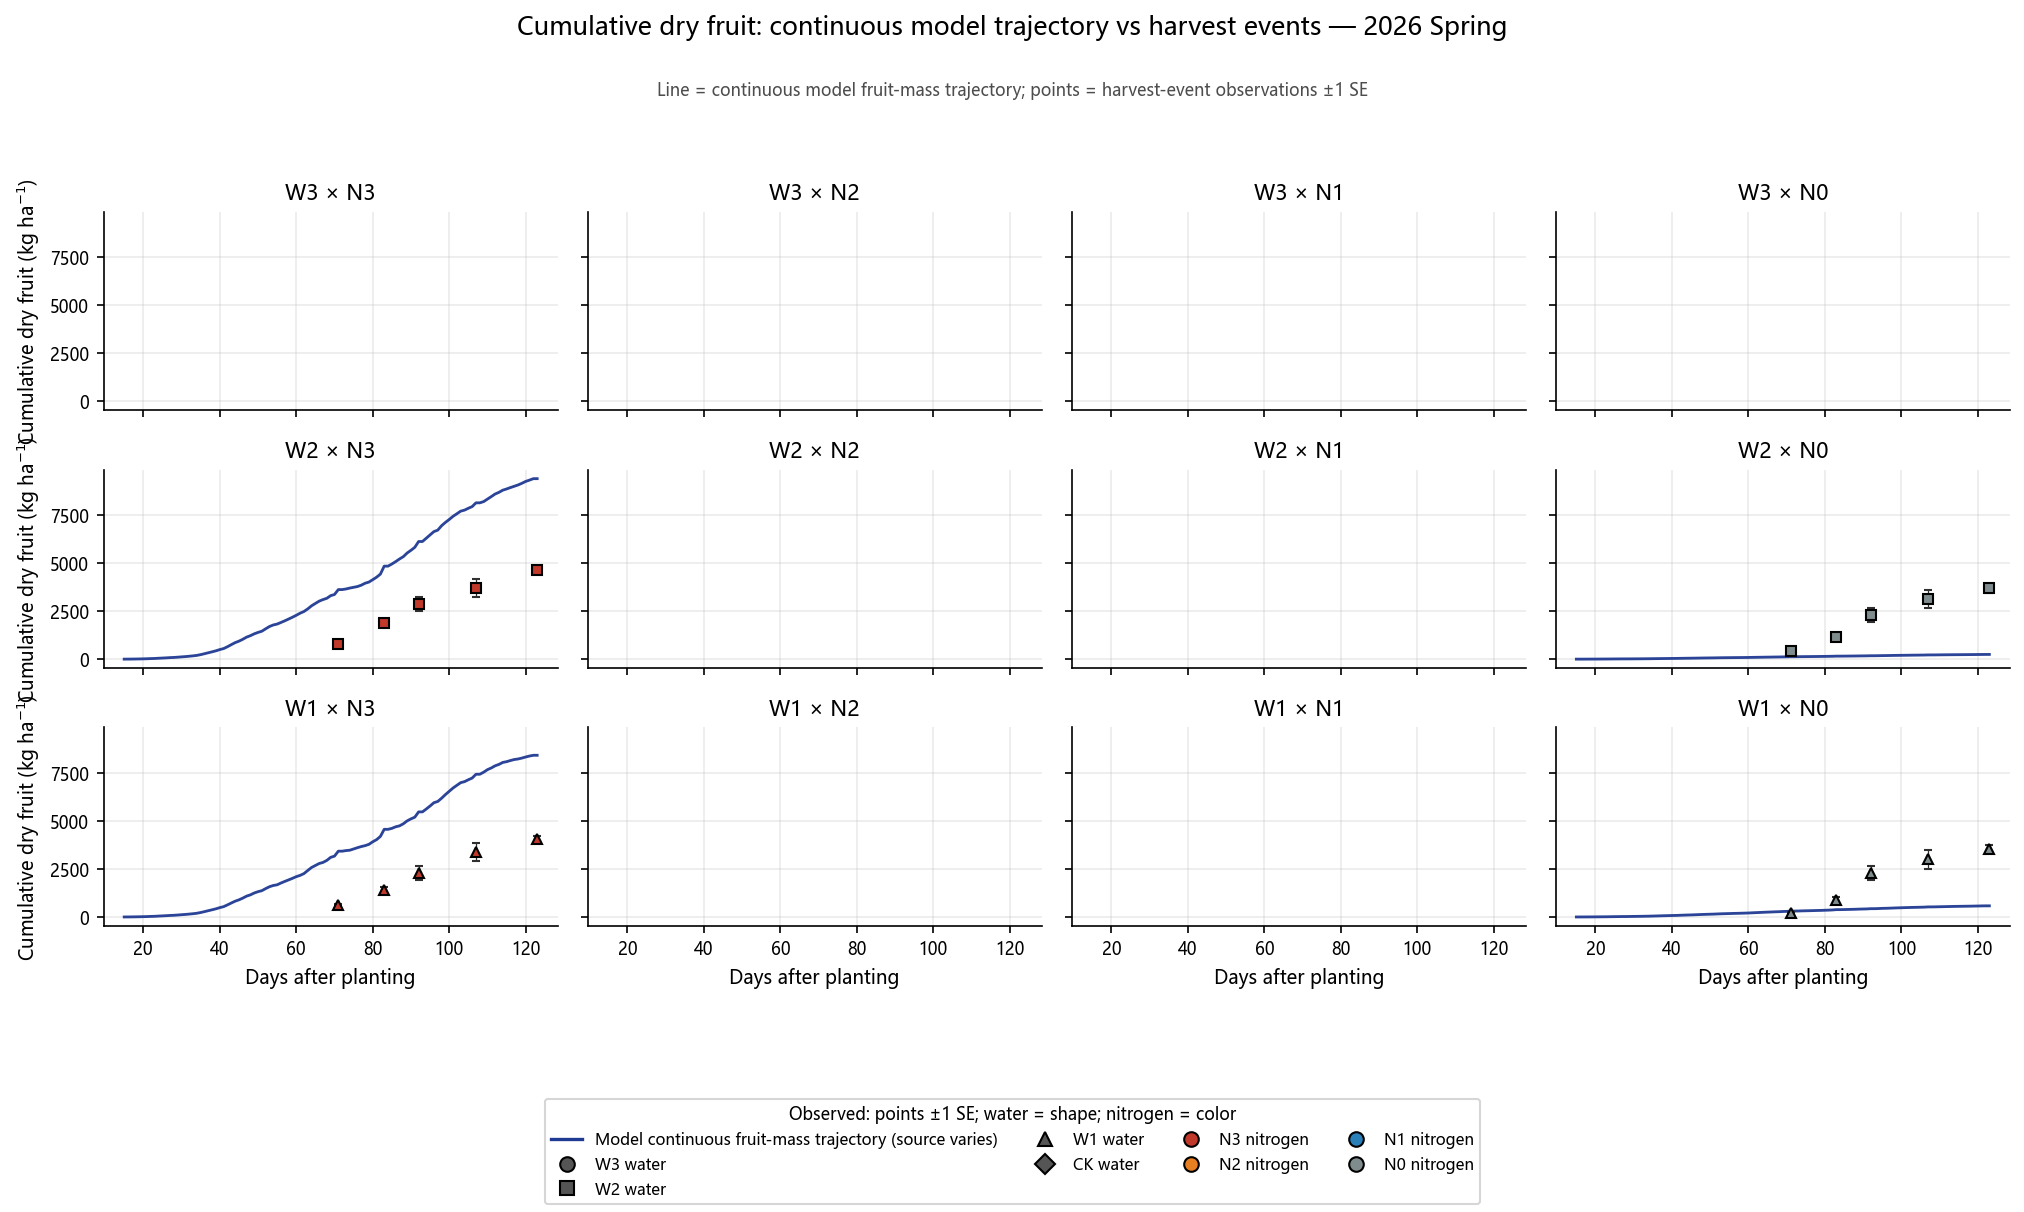 Cumulative dry fruit: continuous model trajectory vs harvest events — 2026 Spring
Line = continuous model fruit-mass trajectory; points = harvest-event observations ±1 SE
W3 × N3
W3 × N2
W3 × N1
W3 × N0
Cumulative dry fruit (kg ha⁻¹)
7500
5000
2500
0
W2 × N3
W2 × N2
W2 × N1
W2 × N0
Cumulative dry fruit (kg ha⁻¹)
7500
5000
2500
0
W1 × N3
W1 × N2
W1 × N1
W1 × N0
Cumulative dry fruit (kg ha⁻¹)
7500
5000
2500
0
20 40 60 80 100 120
20 40 60 80 100 120
20 40 60 80 100 120
20 40 60 80 100 120
Days after planting
Days after planting
Days after planting
Days after planting
Observed: points ±1 SE; water = shape; nitrogen = color
Model continuous fruit-mass trajectory (source varies)
W3 water
W2 water
W1 water
CK water
N3 nitrogen
N2 nitrogen
N1 nitrogen
N0 nitrogen